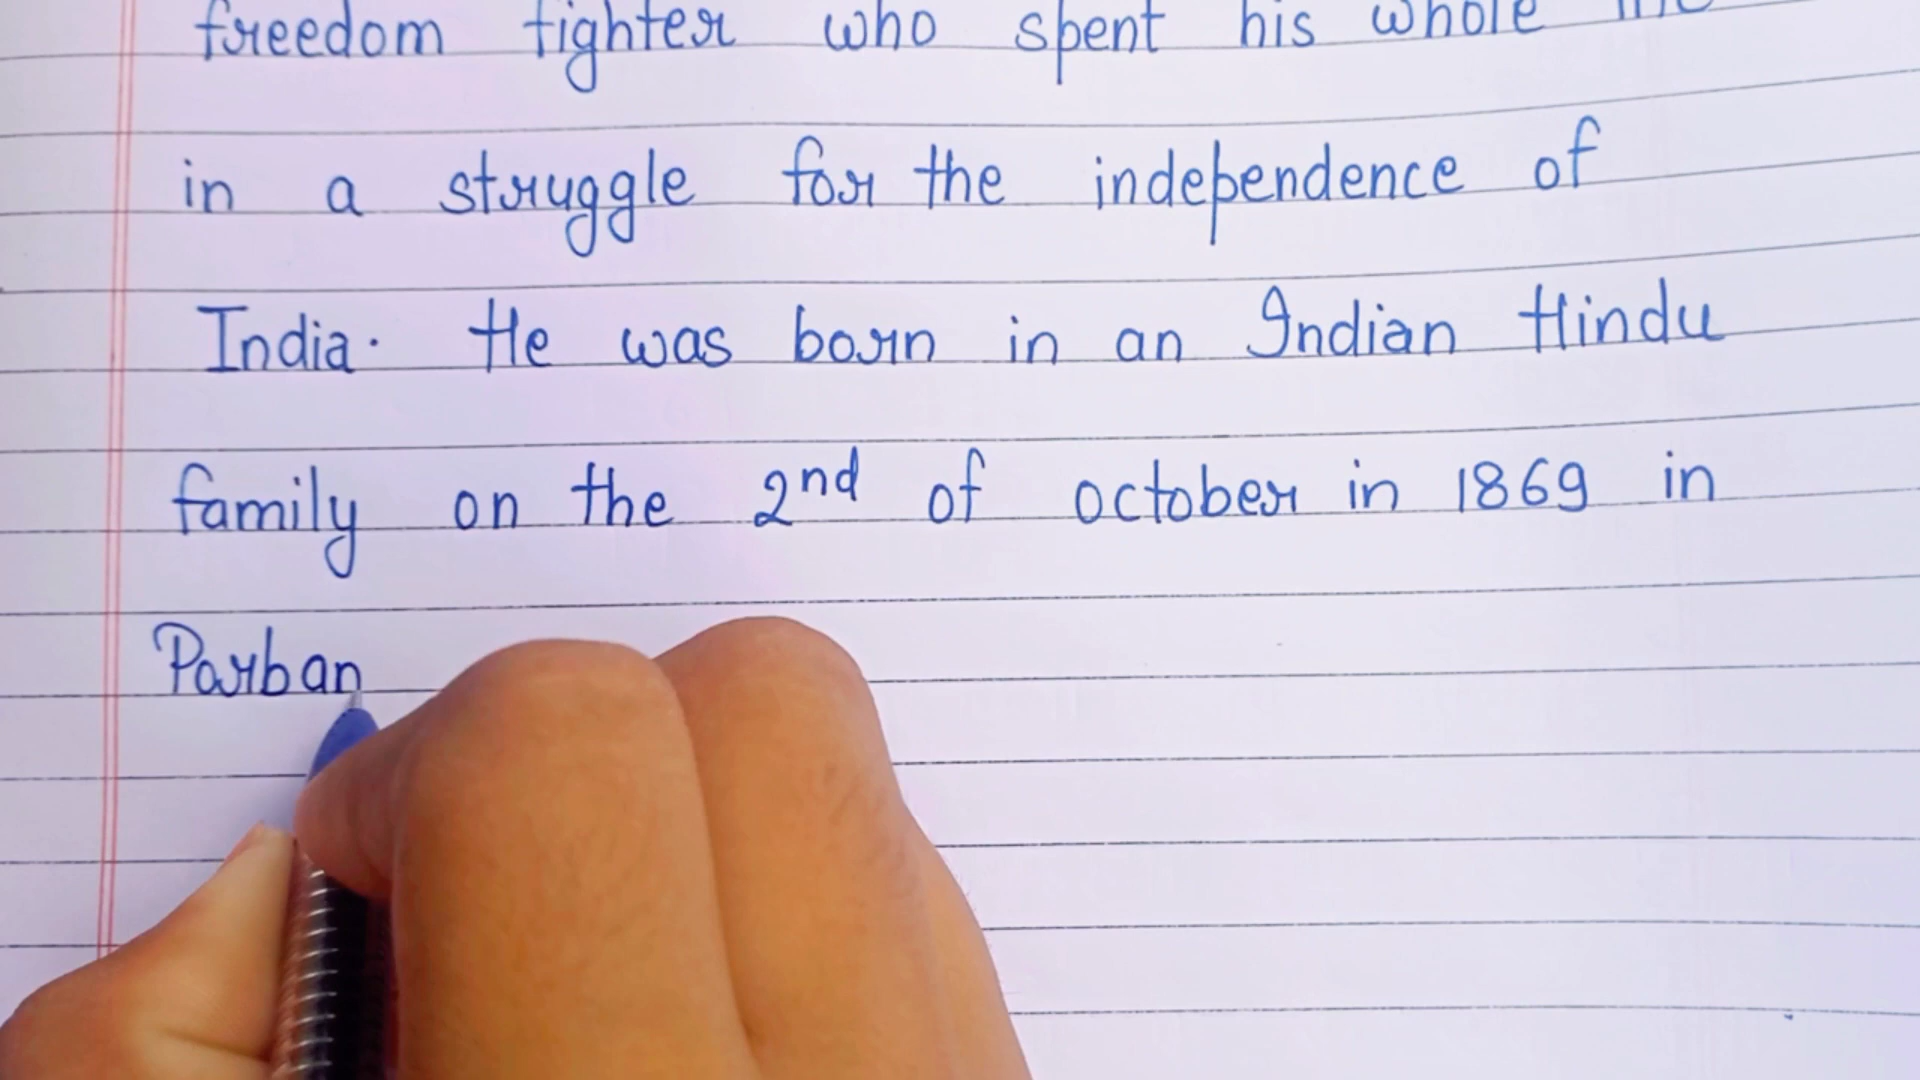 freedom fighter who spent his whole
in a struggle for the independence of
India. He was born in an Indian Hindu
family on the 2nd of october in 1869 in
Parban